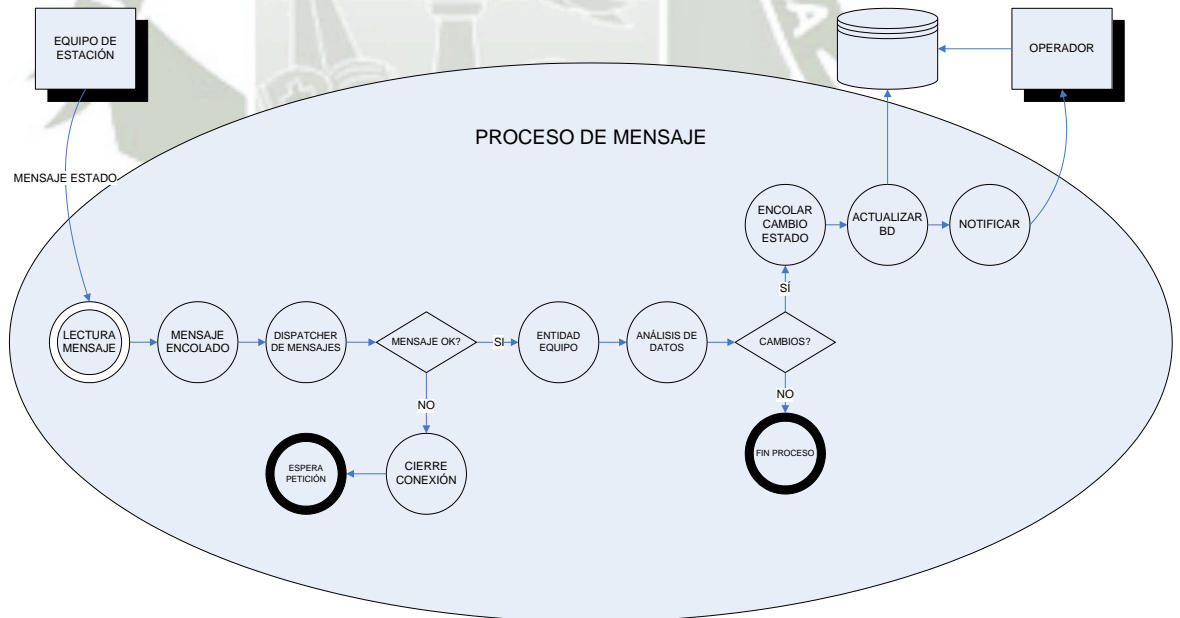 EQUIPO DE
ESTACIÓN
OPERADOR
PROCESO DE MENSAJE
MENSAJE ESTADO
ENCOLAR
CAMBIO
ESTADO
ACTUALIZAR
BD
NOTIFICAR
SÍ
LECTURA
MENSAJE
MENSAJE
ENCOLADO
DISPATCHER
DE MENSAJES
MENSAJE OK?
SI
ENTIDAD
EQUIPO
ANÁLISIS DE
DATOS
CAMBIOS?
NO
NO
ESPERA
PETICIÓN
CIERRE
CONEXIÓN
FIN PROCESO